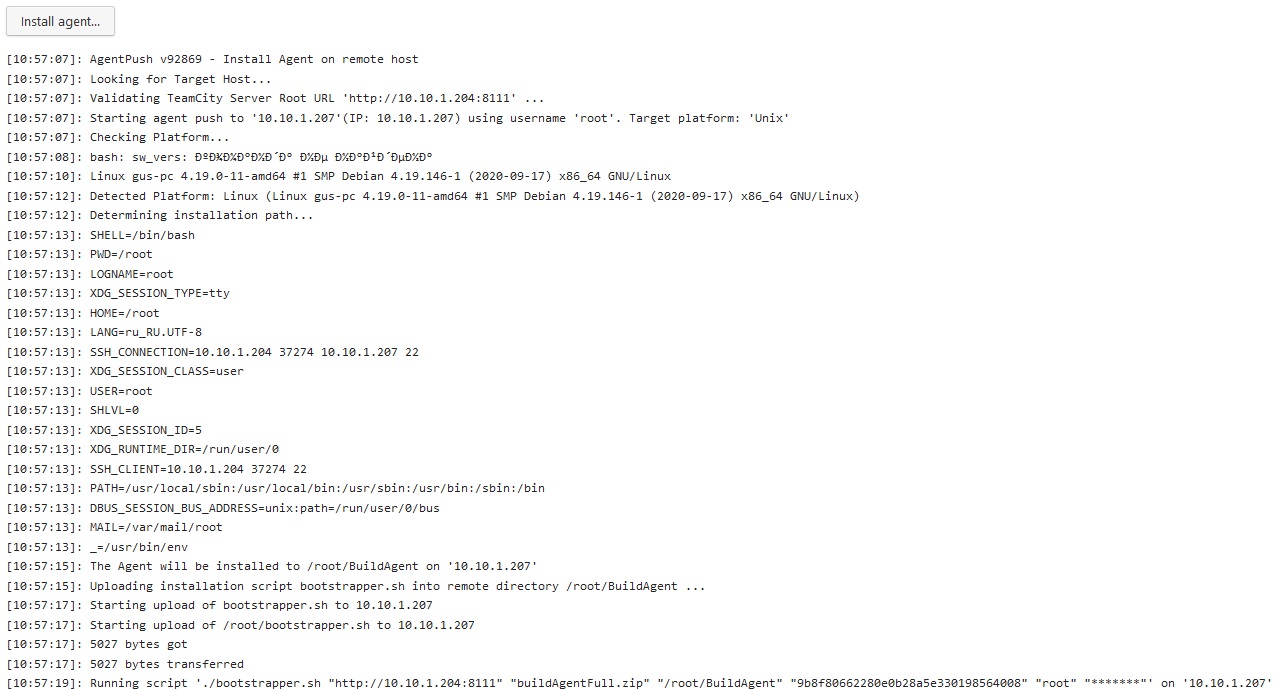 Install agent...
[10:57:07]: AgentPush v92869 - Install Agent on remote host
[10:57:07]: Looking for Target Host...
[10:57:07]: Validating TeamCity Server Root URL 'http://10.10.1.204:8111' ...
[10:57:07]: Starting agent push to '10.10.1.207'(IP: 10.10.1.207) using username 'root'. Target platform: 'Unix'
[10:57:07]: Checking Platform...
[10:57:08]: bash: sw_vers: ÐºÐ¾Ð¼Ð°Ð½Ð´Ð° Ð½Ðµ Ð½Ð°Ð¹Ð´ÐµÐ½Ð°
[10:57:10]: Linux gus-pc 4.19.0-11-amd64 #1 SMP Debian 4.19.146-1 (2020-09-17) x86_64 GNU/Linux
[10:57:12]: Detected Platform: Linux (Linux gus-pc 4.19.0-11-amd64 #1 SMP Debian 4.19.146-1 (2020-09-17) x86_64 GNU/Linux)
[10:57:12]: Determining installation path...
[10:57:13]: SHELL=/bin/bash
[10:57:13]: PWD=/root
[10:57:13]: LOGNAME=root
[10:57:13]: XDG_SESSION_TYPE=tty
[10:57:13]: HOME=/root
[10:57:13]: LANG=ru_RU.UTF-8
[10:57:13]: SSH_CONNECTION=10.10.1.204 37274 10.10.1.207 22
[10:57:13]: XDG_SESSION_CLASS=user
[10:57:13]: USER=root
[10:57:13]: SHLVL=0
[10:57:13]: XDG_SESSION_ID=5
[10:57:13]: XDG_RUNTIME_DIR=/run/user/0
[10:57:13]: SSH_CLIENT=10.10.1.204 37274 22
[10:57:13]: PATH=/usr/local/sbin:/usr/local/bin:/usr/sbin:/usr/bin:/sbin:/bin
[10:57:13]: DBUS_SESSION_BUS_ADDRESS=unix:path=/run/user/0/bus
[10:57:13]: MAIL=/var/mail/root
[10:57:13]: _=/usr/bin/env
[10:57:15]: The Agent will be installed to /root/BuildAgent on '10.10.1.207'
[10:57:15]: Uploading installation script bootstrapper.sh into remote directory /root/BuildAgent ...
[10:57:17]: Starting upload of bootstrapper.sh to 10.10.1.207
[10:57:17]: Starting upload of /root/bootstrapper.sh to 10.10.1.207
[10:57:17]: 5027 bytes got
[10:57:17]: 5027 bytes transferred
[10:57:19]: Running script './bootstrapper.sh "http://10.10.1.204:8111" "buildAgentFull.zip" "/root/BuildAgent" "9b8f80662280e0b28a5e330198564008" "root" "*******"' on '10.10.1.207'